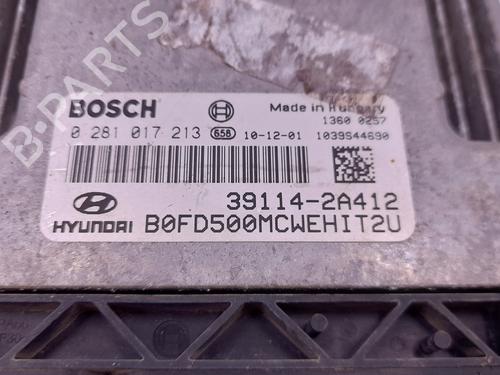 B-PARTS
BOSCH
Made in Hungary
1360 0257
0 281 017 213 658 10-12-01 1039S44690
39114-2A412
HYUNDAI B0FD500MCWEHIT2U